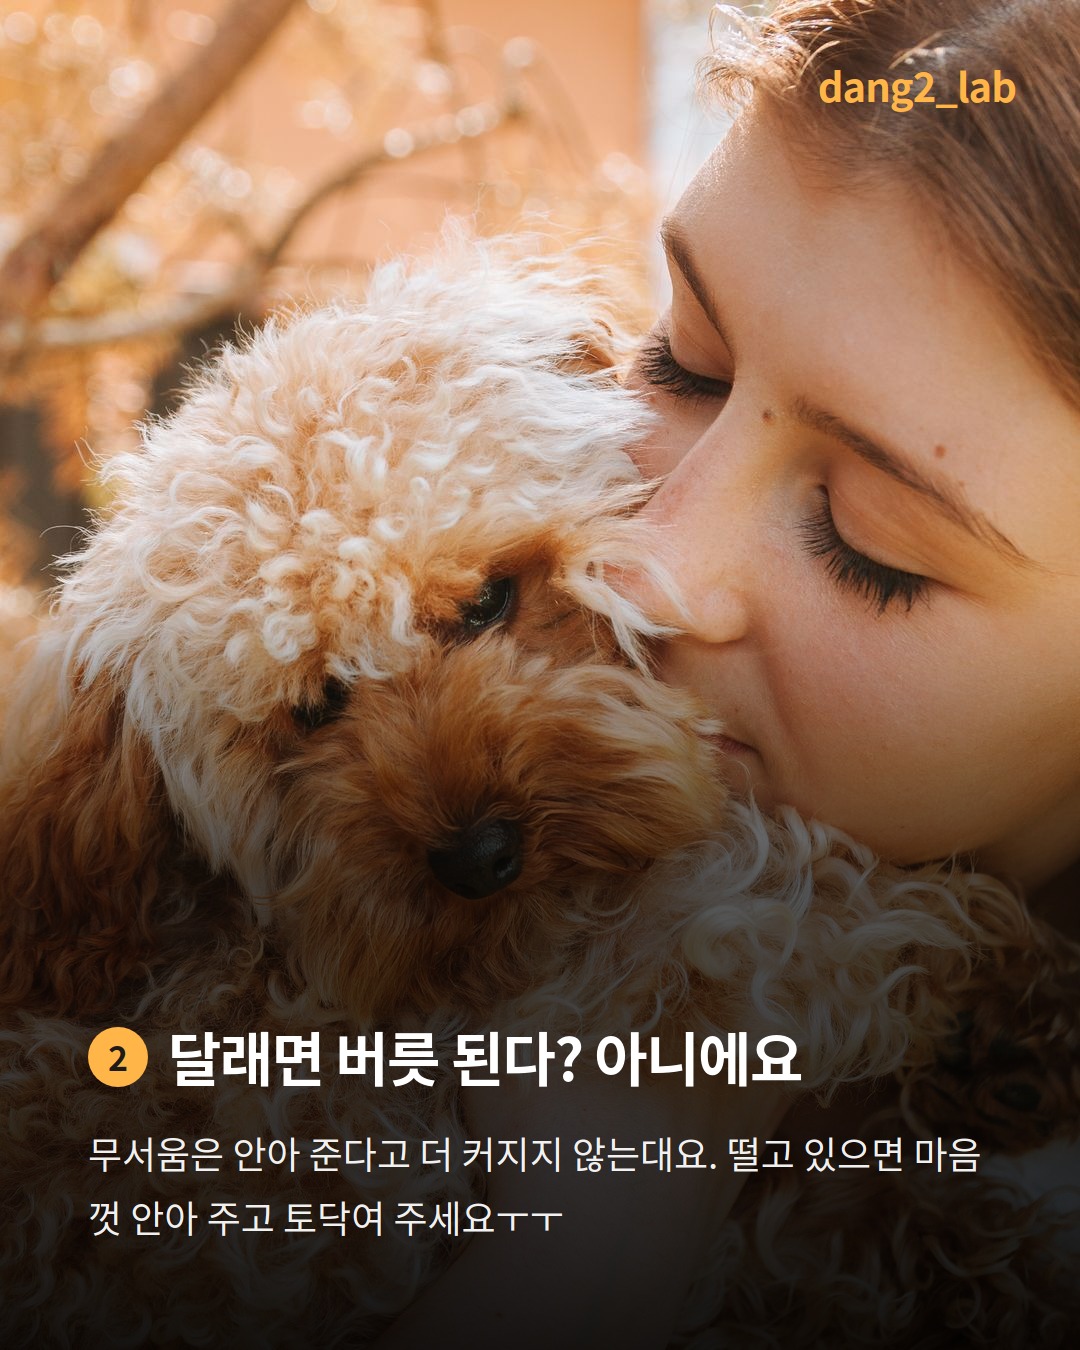 dang2_lab
2 달래면 버릇 된다? 아니에요
무서움은 안아 준다고 더 커지지 않는대요. 떨고 있으면 마음
껏 안아 주고 토닥여 주세요ㅜㅜ